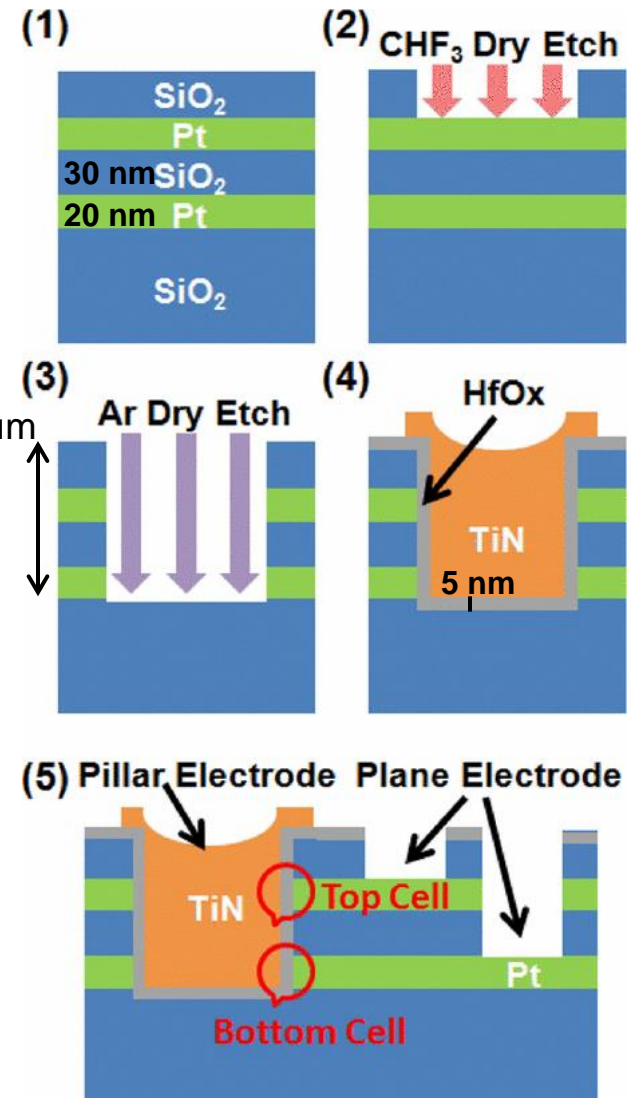 (1)
SiO₂
Pt
30 nm SiO₂
20 nm Pt
SiO₂
(2)
CHF₃ Dry Etch
(3)
Ar Dry Etch
(4)
HfOx
TiN
5 nm
(5) Pillar Electrode Plane Electrode
TiN
Top Cell
Pt
Bottom Cell